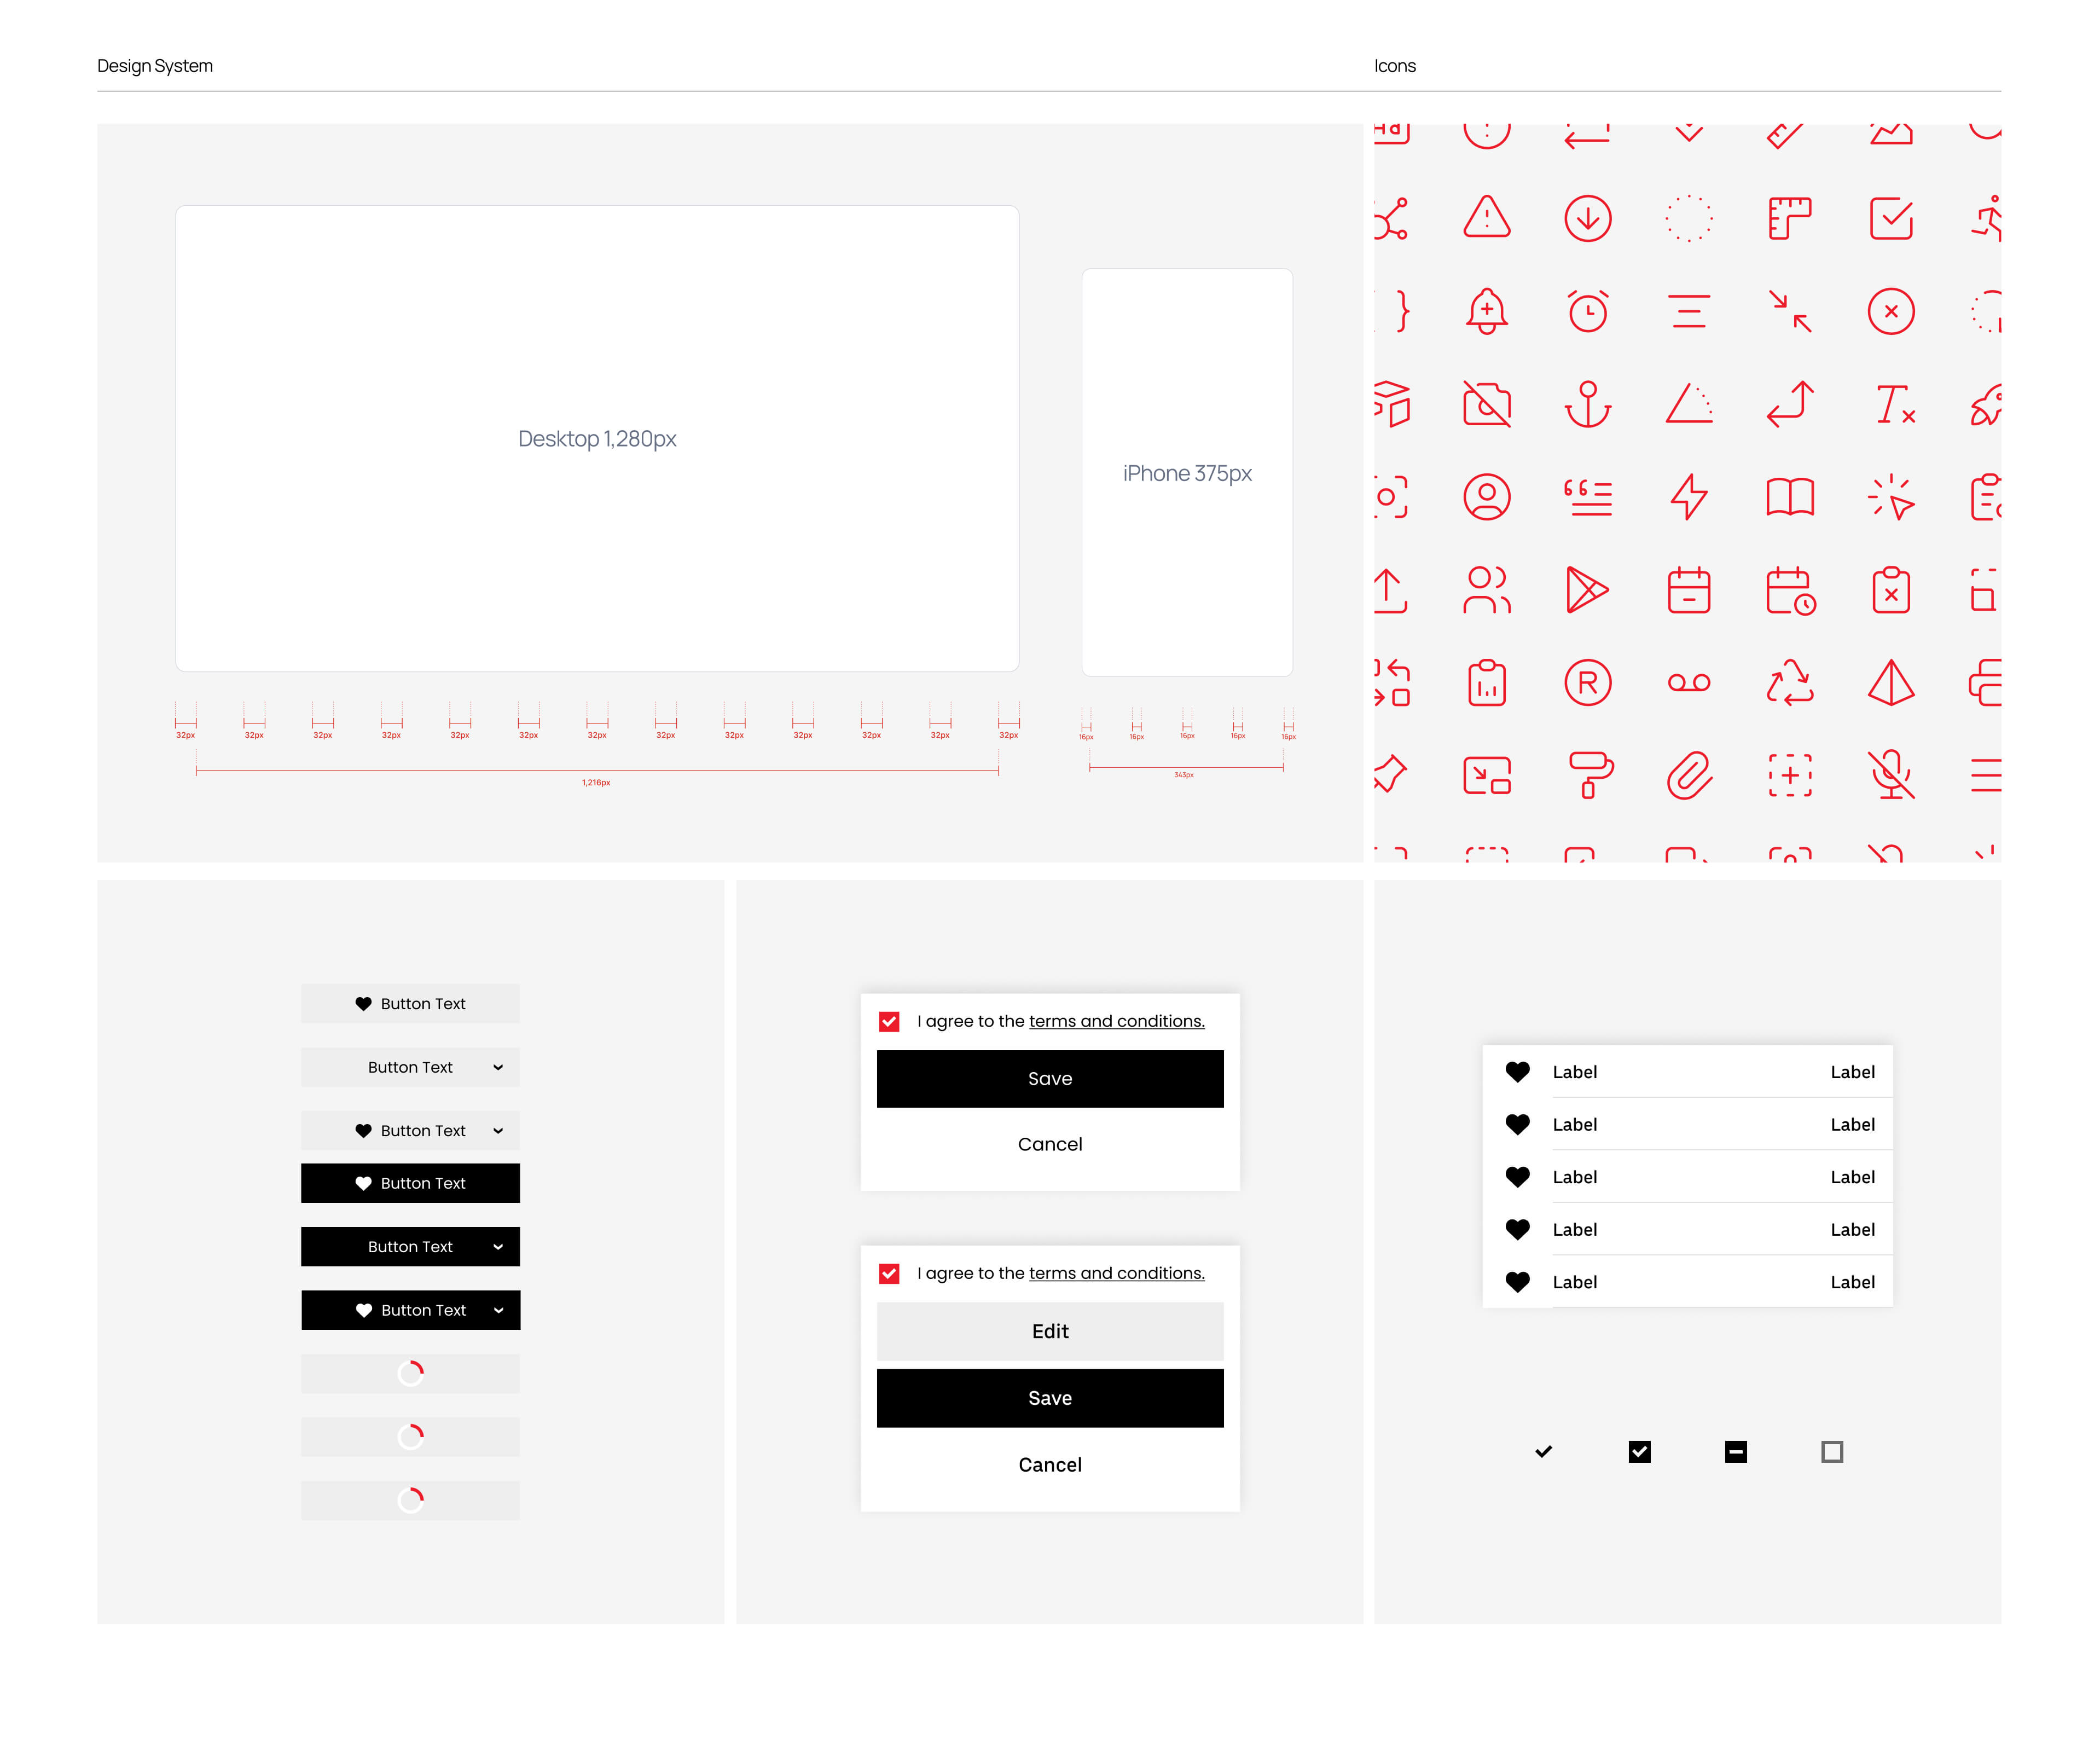 Design System
Icons
Desktop 1,280px
iPhone 375px
32px 32px 32px 32px 32px 32px 32px 32px 32px 32px 32px 32px 32px
16px 16px 16px 16px 16px
1,216px
343px
Button Text
Button Text
Button Text
Button Text
Button Text
Button Text
I agree to the terms and conditions.
Save
Cancel
I agree to the terms and conditions.
Edit
Save
Cancel
Label Label
Label Label
Label Label
Label Label
Label Label